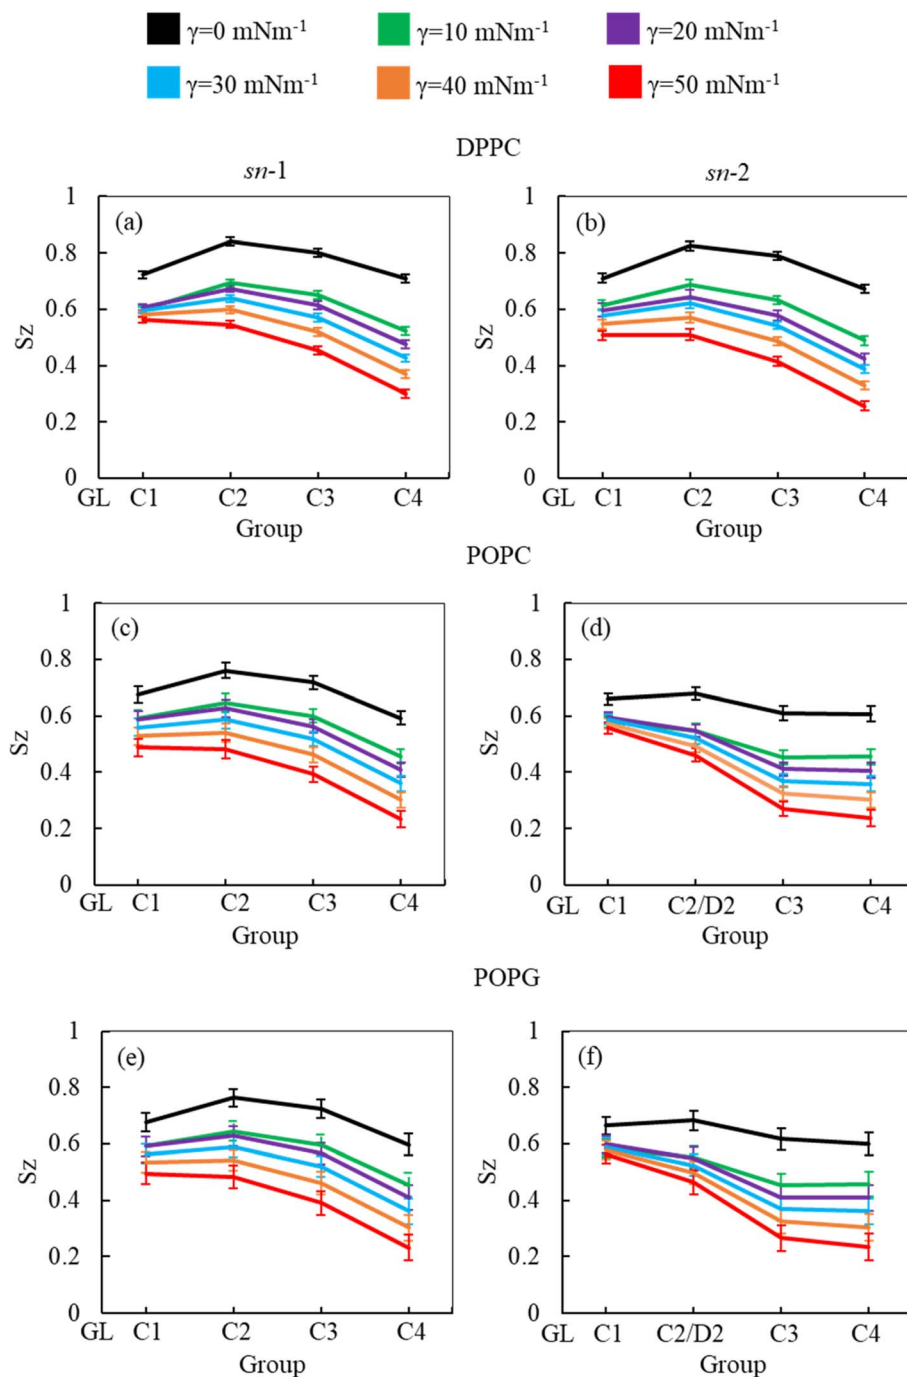 γ=0 mNm⁻¹ γ=10 mNm⁻¹ γ=20 mNm⁻¹
γ=30 mNm⁻¹ γ=40 mNm⁻¹ γ=50 mNm⁻¹
DPPC
sn-1 sn-2
(a)
1
0.8
0.6
0.4
0.2
0
Sz
GL C1 C2 C3 C4
Group
(b)
1
0.8
0.6
0.4
0.2
0
Sz
GL C1 C2 C3 C4
Group
POPC
(c)
1
0.8
0.6
0.4
0.2
0
Sz
GL C1 C2 C3 C4
Group
(d)
1
0.8
0.6
0.4
0.2
0
Sz
GL C1 C2/D2 C3 C4
Group
POPG
(e)
1
0.8
0.6
0.4
0.2
0
Sz
GL C1 C2 C3 C4
Group
(f)
1
0.8
0.6
0.4
0.2
0
Sz
GL C1 C2/D2 C3 C4
Group